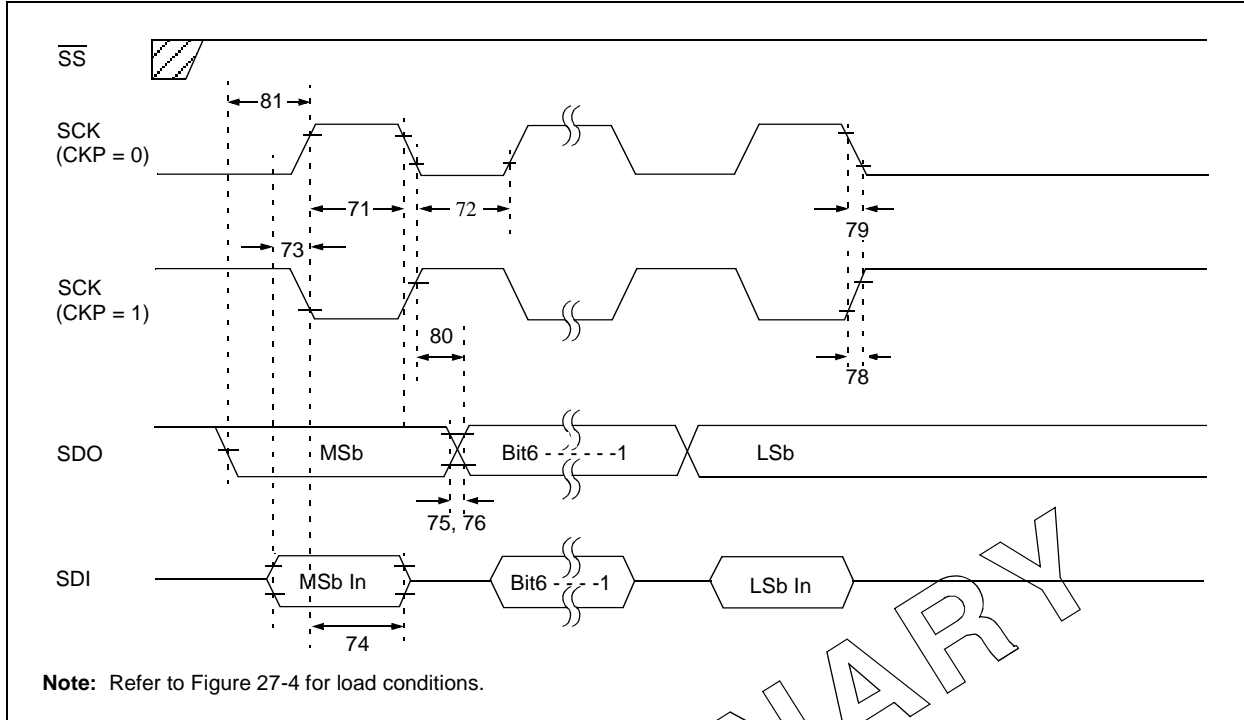 SS
81
SCK
(CKP = 0)
71
72
79
73
SCK
(CKP = 1)
80
78
SDO
MSb
Bit6 - - - - - -1
LSb
75, 76
SDI
MSb In
Bit6 - - - -1
LSb In
74
Note: Refer to Figure 27-4 for load conditions.
NARY